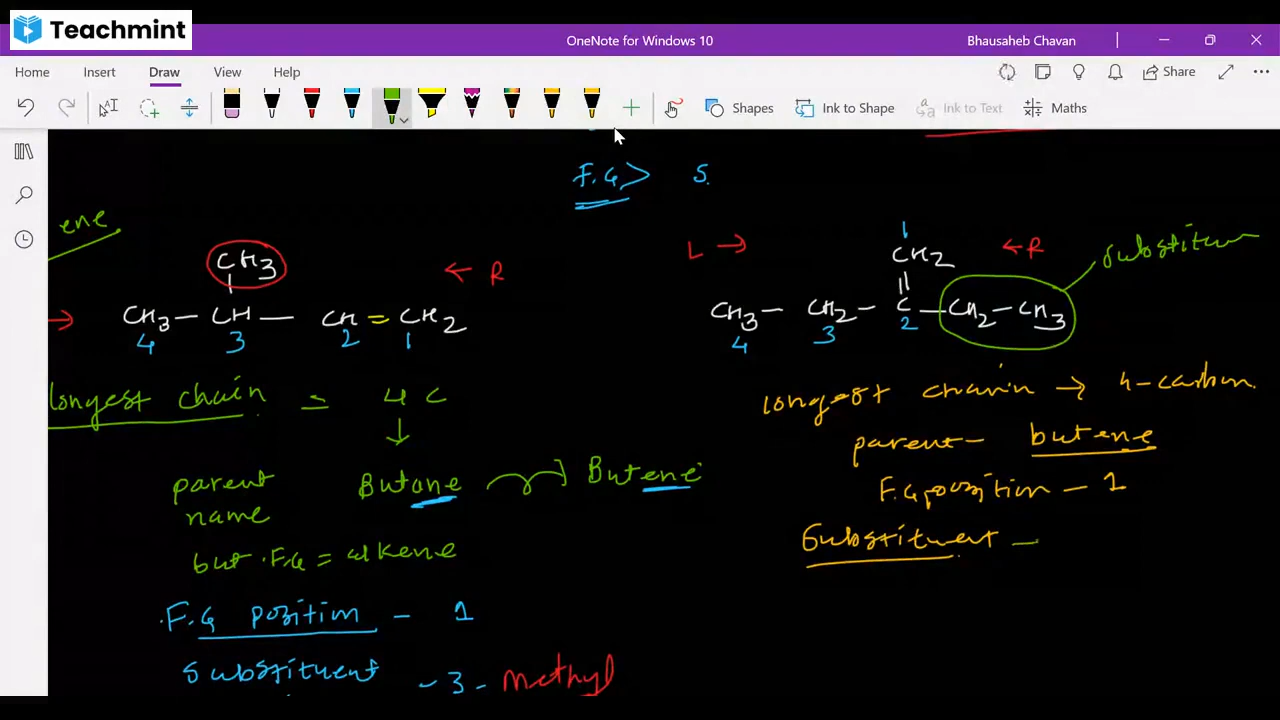 Teachmint
OneNote for Windows 10
Bhausaheb Chavan
Home Insert Draw View Help
Share
Shapes
Ink to Shape
Ink to Text
Maths
F.G > S.
ene
CH3
← R
CH3 — CH — CH = CH2
4 3 2 1
longest chain = 4 C
↓
parent name
Butane
Butene
but F.G = alkene
F.G position - 1
Substituent - 3 - Methyl
L →
1
CH2
← R
||
CH3 — CH2 — C — CH2 — CH3
4 3 2
longest chain → 4-carbon.
parent - butene
F.G position - 1
Substituent -